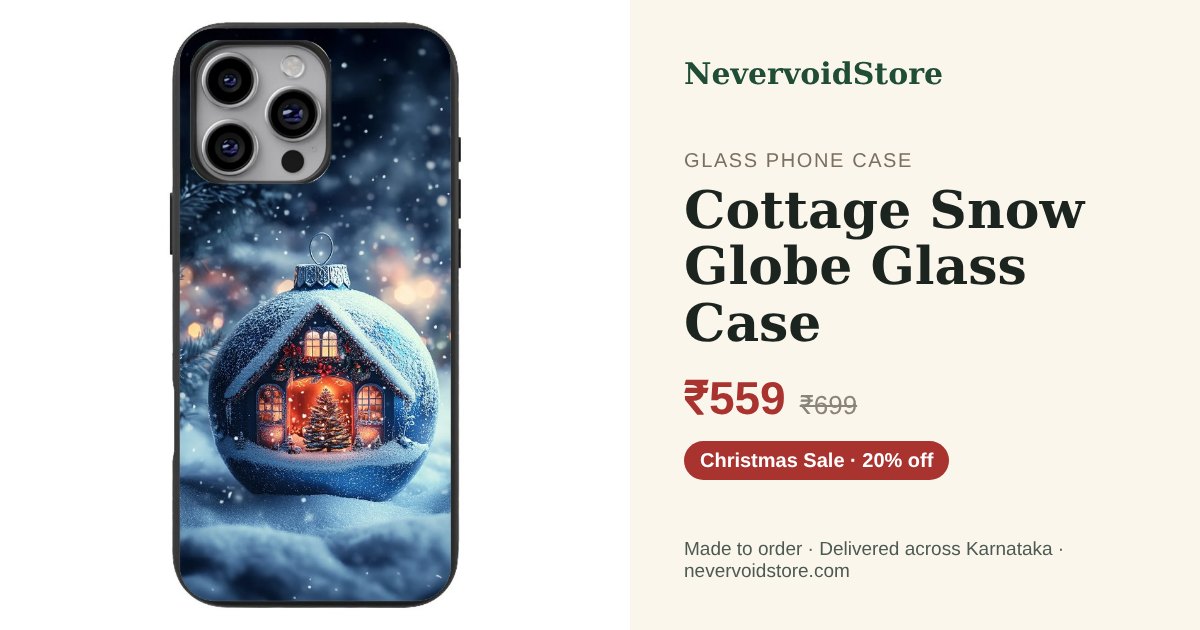 NevervoidStore
GLASS PHONE CASE
Cottage Snow
Globe Glass
Case
₹559 ₹699
Christmas Sale · 20% off
Made to order · Delivered across Karnataka ·
nevervoidstore.com